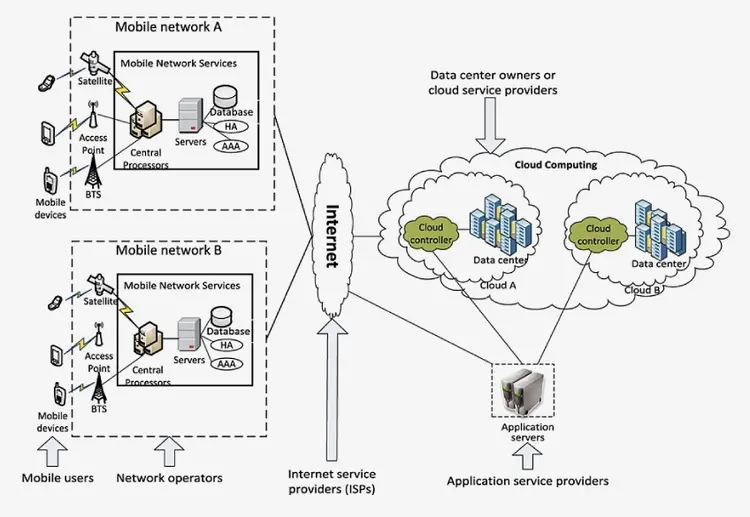 Mobile network A
Mobile Network Services
Satellite
Database
HA
AAA
Servers
Access
Point
Central
Processors
BTS
Mobile
devices
Mobile network B
Mobile Network Services
Satellite
Database
HA
AAA
Servers
Access
Point
Central
Processors
BTS
Mobile
devices
Mobile users
Network operators
Internet
Internet service
providers (ISPs)
Data center owners or
cloud service providers
Cloud Computing
Cloud
controller
Data center
Cloud A
Cloud
controller
Data center
Cloud B
Application
servers
Application service providers